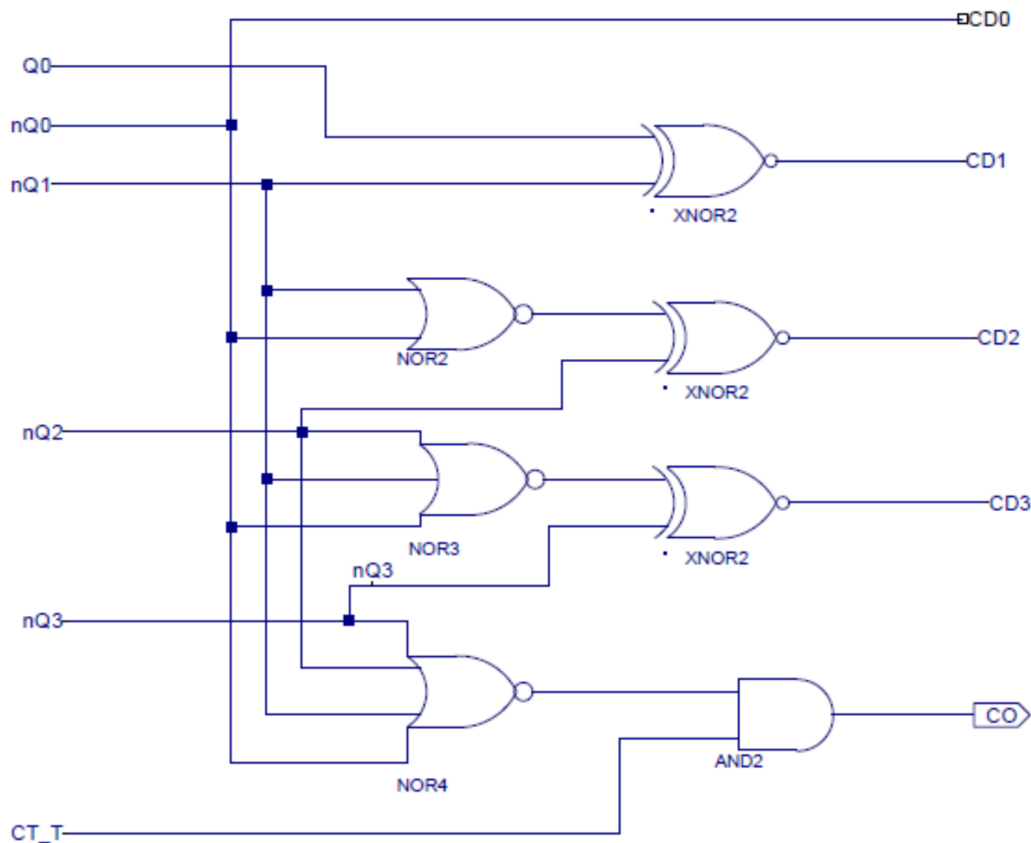 CD0
Q0
nQ0
CD1
nQ1
XNOR2
CD2
NOR2
XNOR2
nQ2
CD3
NOR3
XNOR2
nQ3
nQ3
CO
AND2
NOR4
CT_T